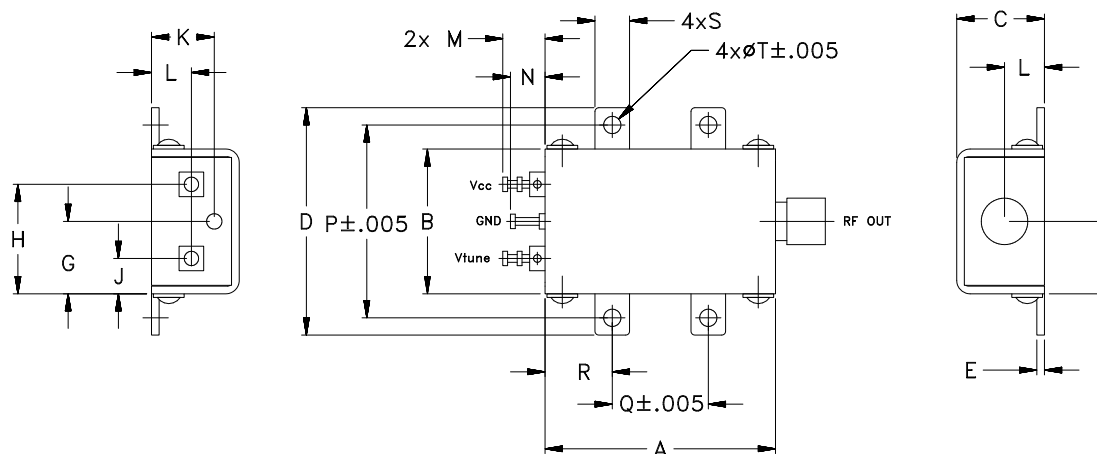 K
L
H
G
J
2x M
N
4xS
4xøT±.005
D
P±.005
B
Vcc
GND
Vtune
RF OUT
R
Q±.005
A
C
L
E